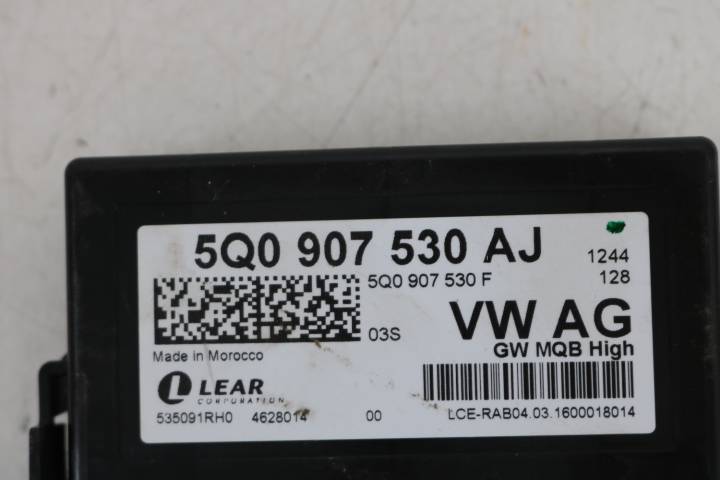 5Q0 907 530 AJ
1244
5Q0 907 530 F
128
03S
VW AG
Made in Morocco
GW MQB High
LEAR
CORPORATION
535091RH0 4628014 00 LCE-RAB04.03.1600018014